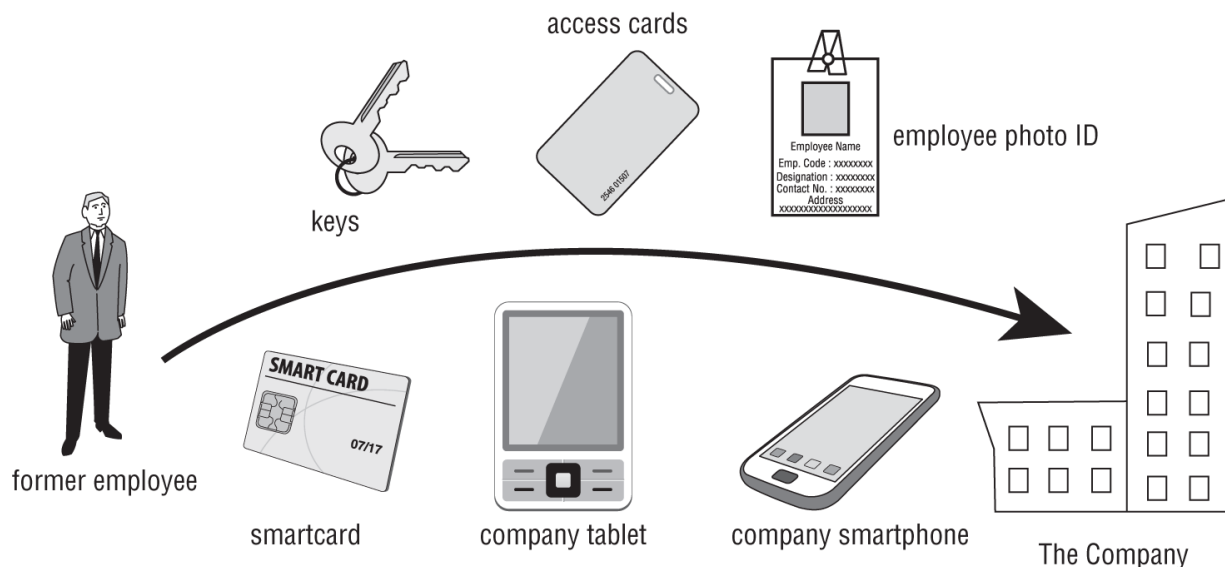 access cards
keys
2546 01507
Employee Name
Emp. Code : xxxxxxxx
Designation : xxxxxxxx
Contact No. : xxxxxxxx
Address
xxxxxxxxxxxxxxxxxxx
employee photo ID
former employee
SMART CARD
07/17
smartcard
company tablet
company smartphone
The Company